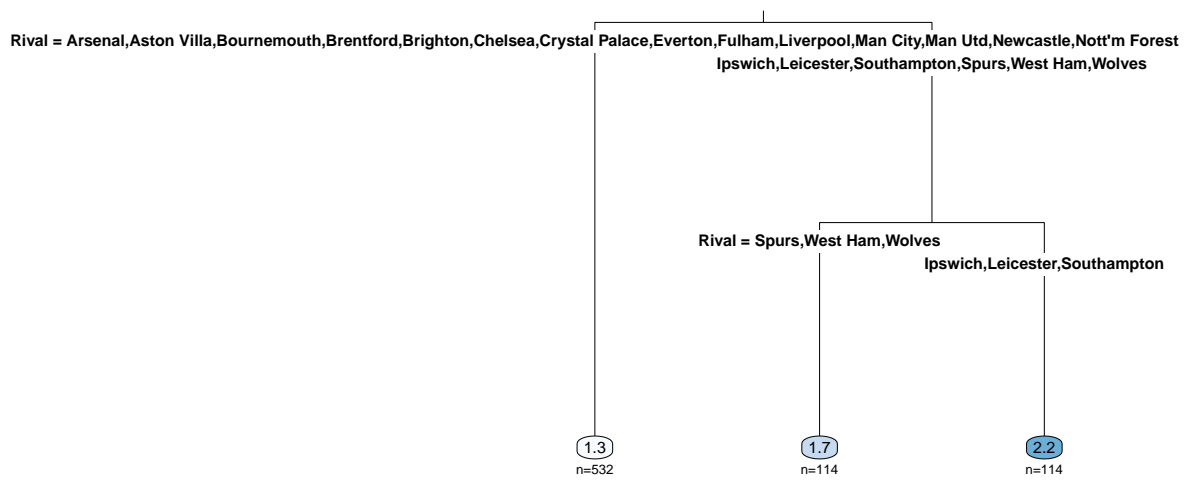 Rival = Arsenal,Aston Villa,Bournemouth,Brentford,Brighton,Chelsea,Crystal Palace,Everton,Fulham,Liverpool,Man City,Man Utd,Newcastle,Nott'm Forest
Ipswich,Leicester,Southampton,Spurs,West Ham,Wolves
Rival = Spurs,West Ham,Wolves
Ipswich,Leicester,Southampton
1.3 1.7 2.2
n=532 n=114 n=114